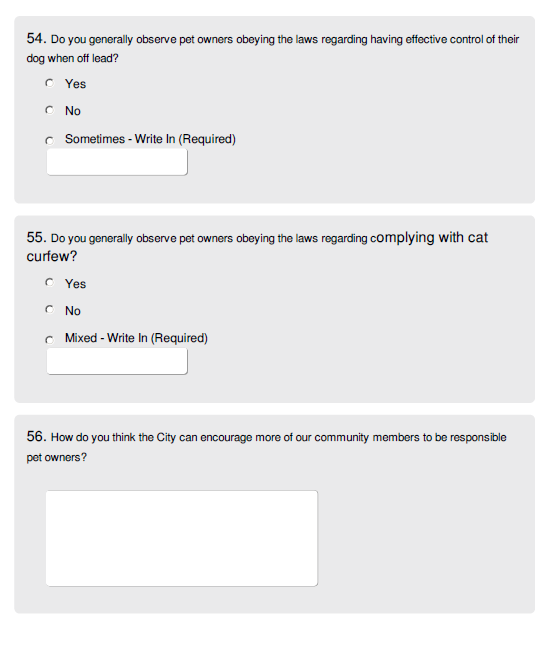 54. Do you generally observe pet owners obeying the laws regarding having effective control of their
dog when off lead?
Yes
No
Sometimes - Write In (Required)
55. Do you generally observe pet owners obeying the laws regarding complying with cat
curfew?
Yes
No
Mixed - Write In (Required)
56. How do you think the City can encourage more of our community members to be responsible
pet owners?